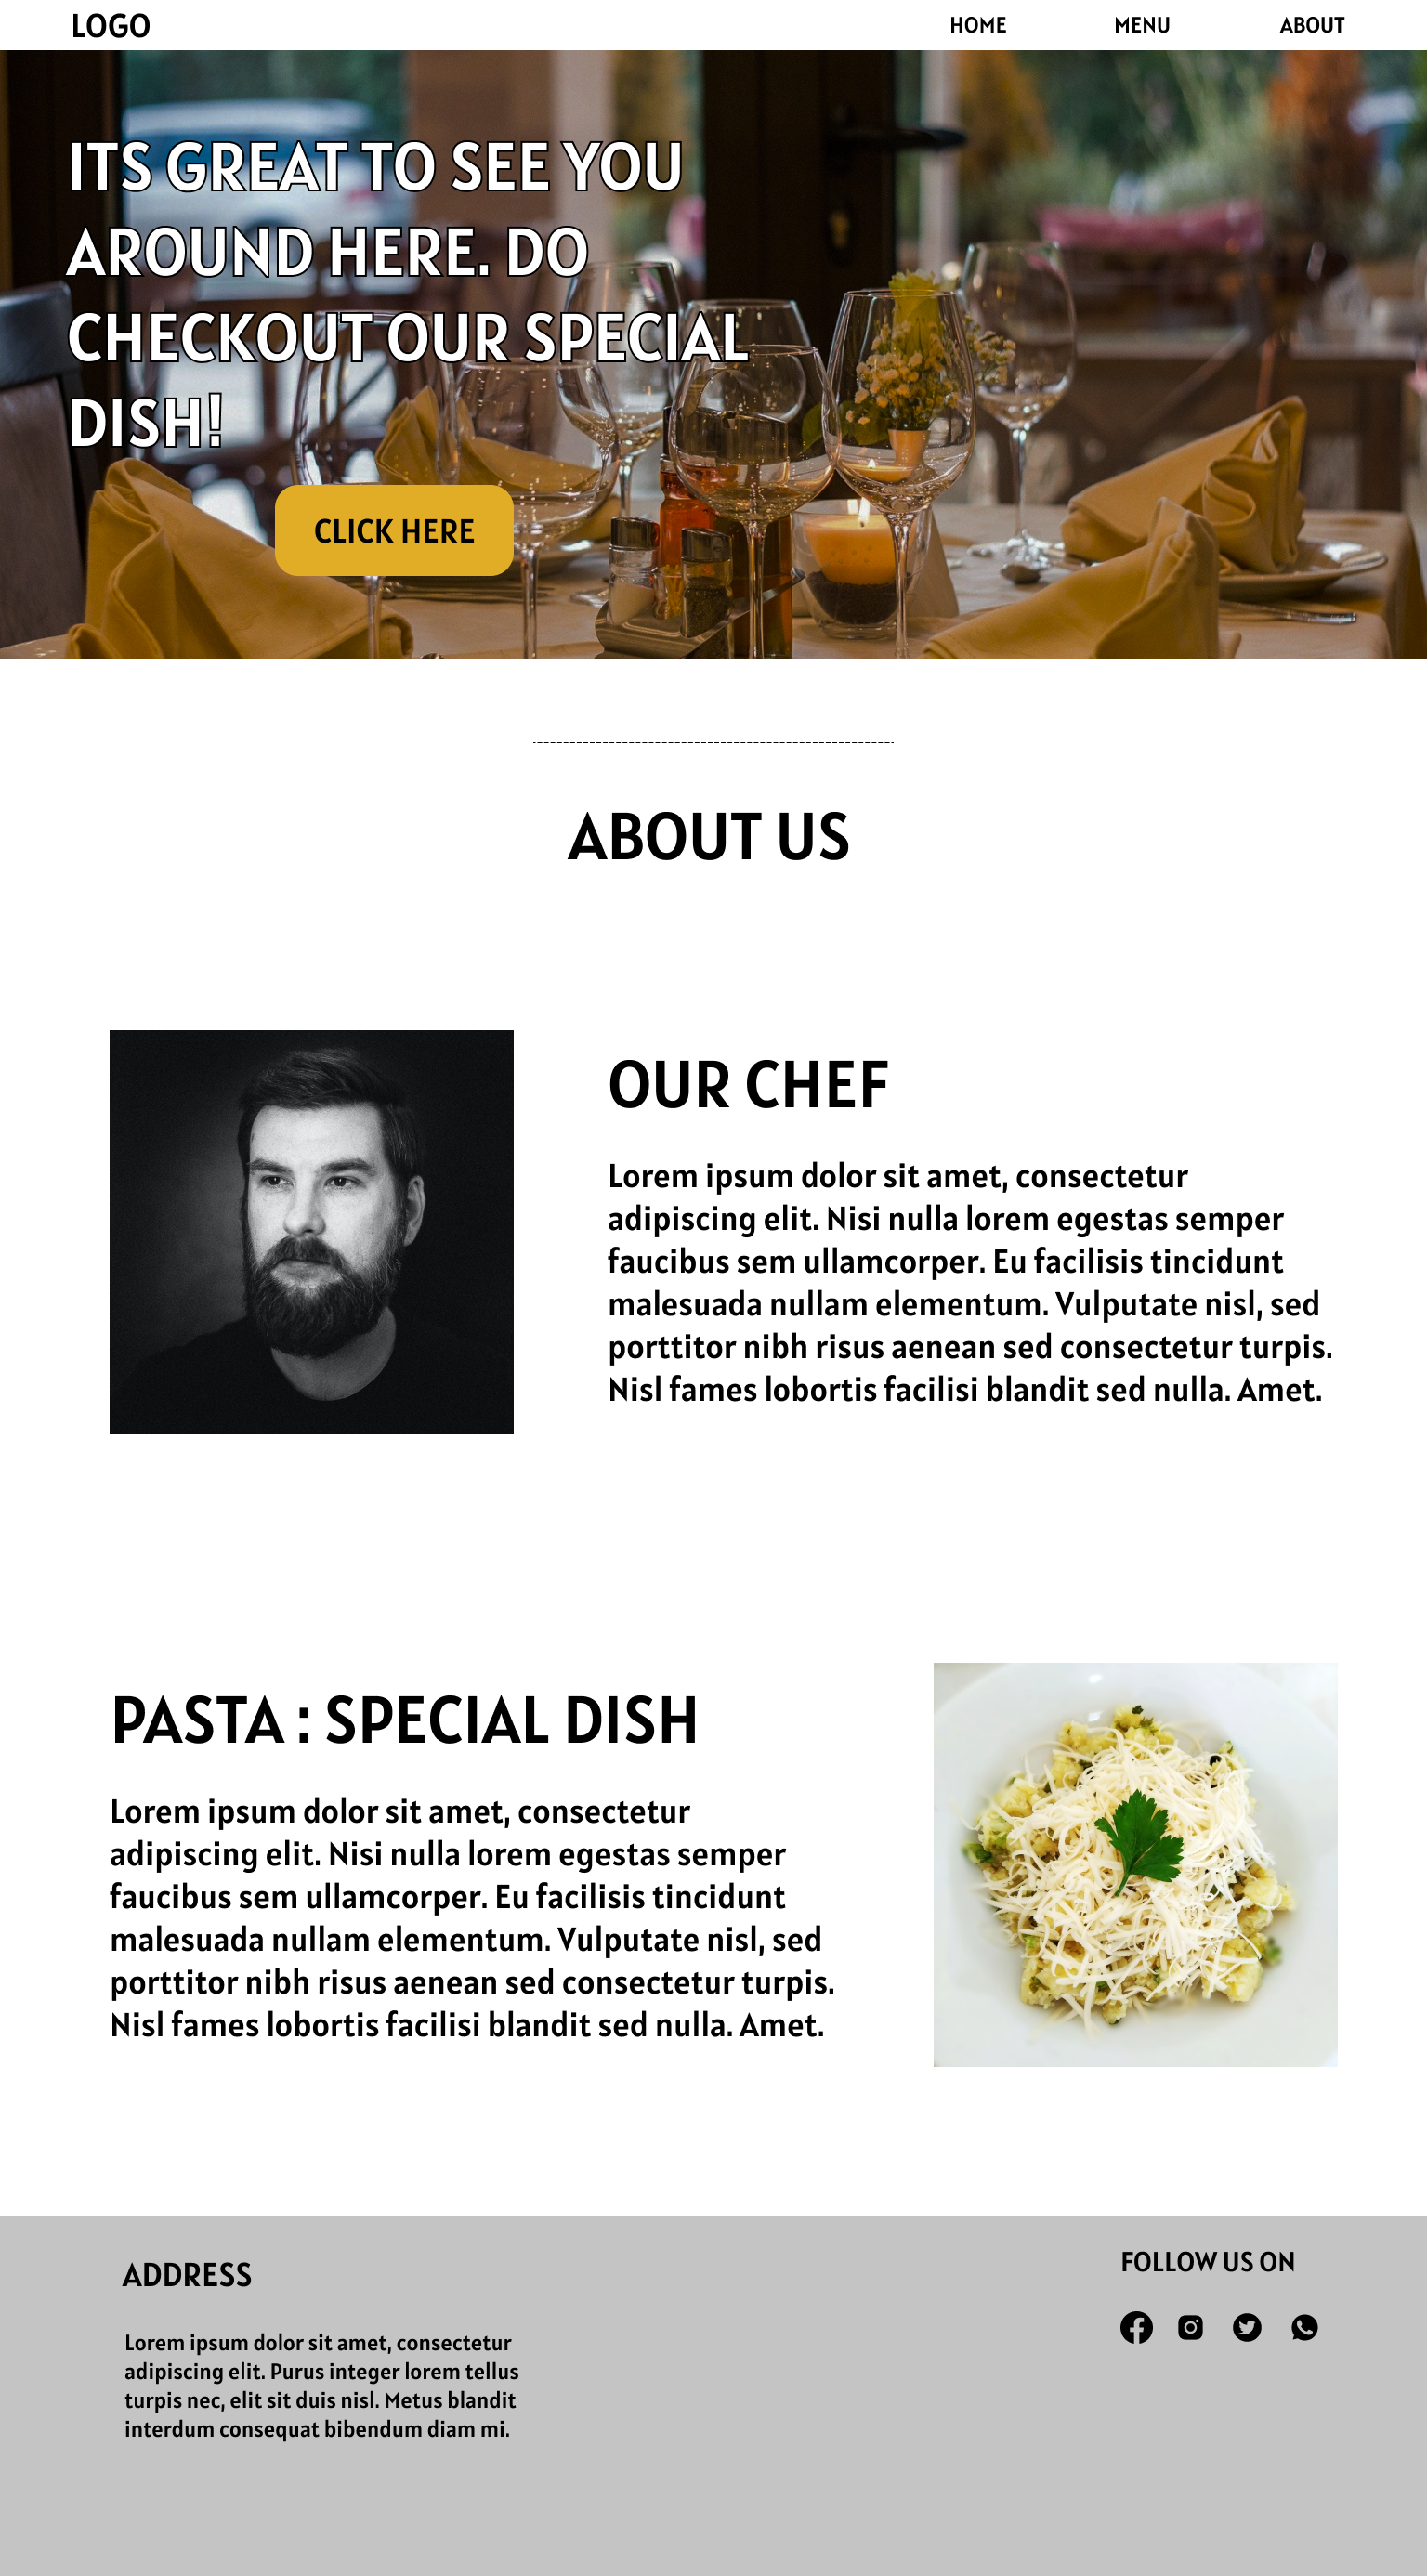 LOGO
HOME
MENU
ABOUT
ITS GREAT TO SEE YOU
AROUND HERE. DO
CHECKOUT OUR SPECIAL
DISH!
CLICK HERE
ABOUT US
OUR CHEF
Lorem ipsum dolor sit amet, consectetur
adipiscing elit. Nisi nulla lorem egestas semper
faucibus sem ullamcorper. Eu facilisis tincidunt
malesuada nullam elementum. Vulputate nisl, sed
porttitor nibh risus aenean sed consectetur turpis.
Nisl fames lobortis facilisi blandit sed nulla. Amet.
PASTA : SPECIAL DISH
Lorem ipsum dolor sit amet, consectetur
adipiscing elit. Nisi nulla lorem egestas semper
faucibus sem ullamcorper. Eu facilisis tincidunt
malesuada nullam elementum. Vulputate nisl, sed
porttitor nibh risus aenean sed consectetur turpis.
Nisl fames lobortis facilisi blandit sed nulla. Amet.
ADDRESS
Lorem ipsum dolor sit amet, consectetur
adipiscing elit. Purus integer lorem tellus
turpis nec, elit sit duis nisl. Metus blandit
interdum consequat bibendum diam mi.
FOLLOW US ON